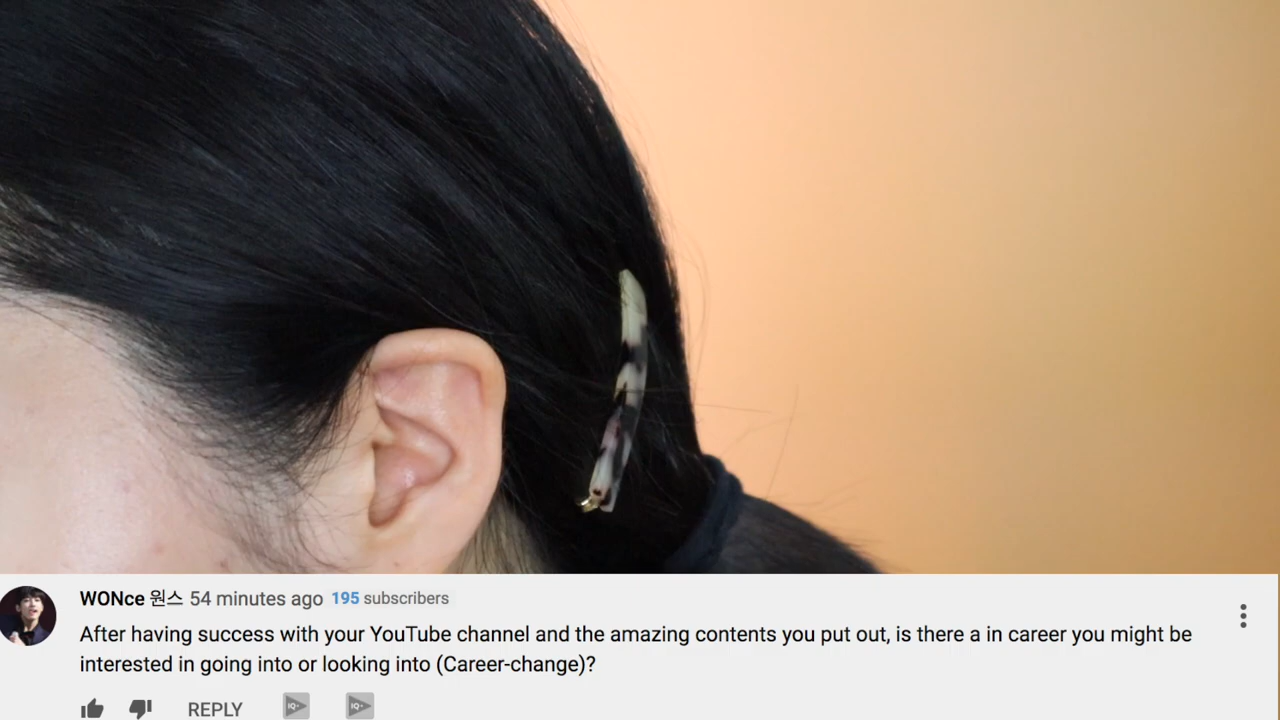 WONce 원스 54 minutes ago 195 subscribers
After having success with your YouTube channel and the amazing contents you put out, is there a in career you might be
interested in going into or looking into (Career-change)?
REPLY IQ+ IQ+